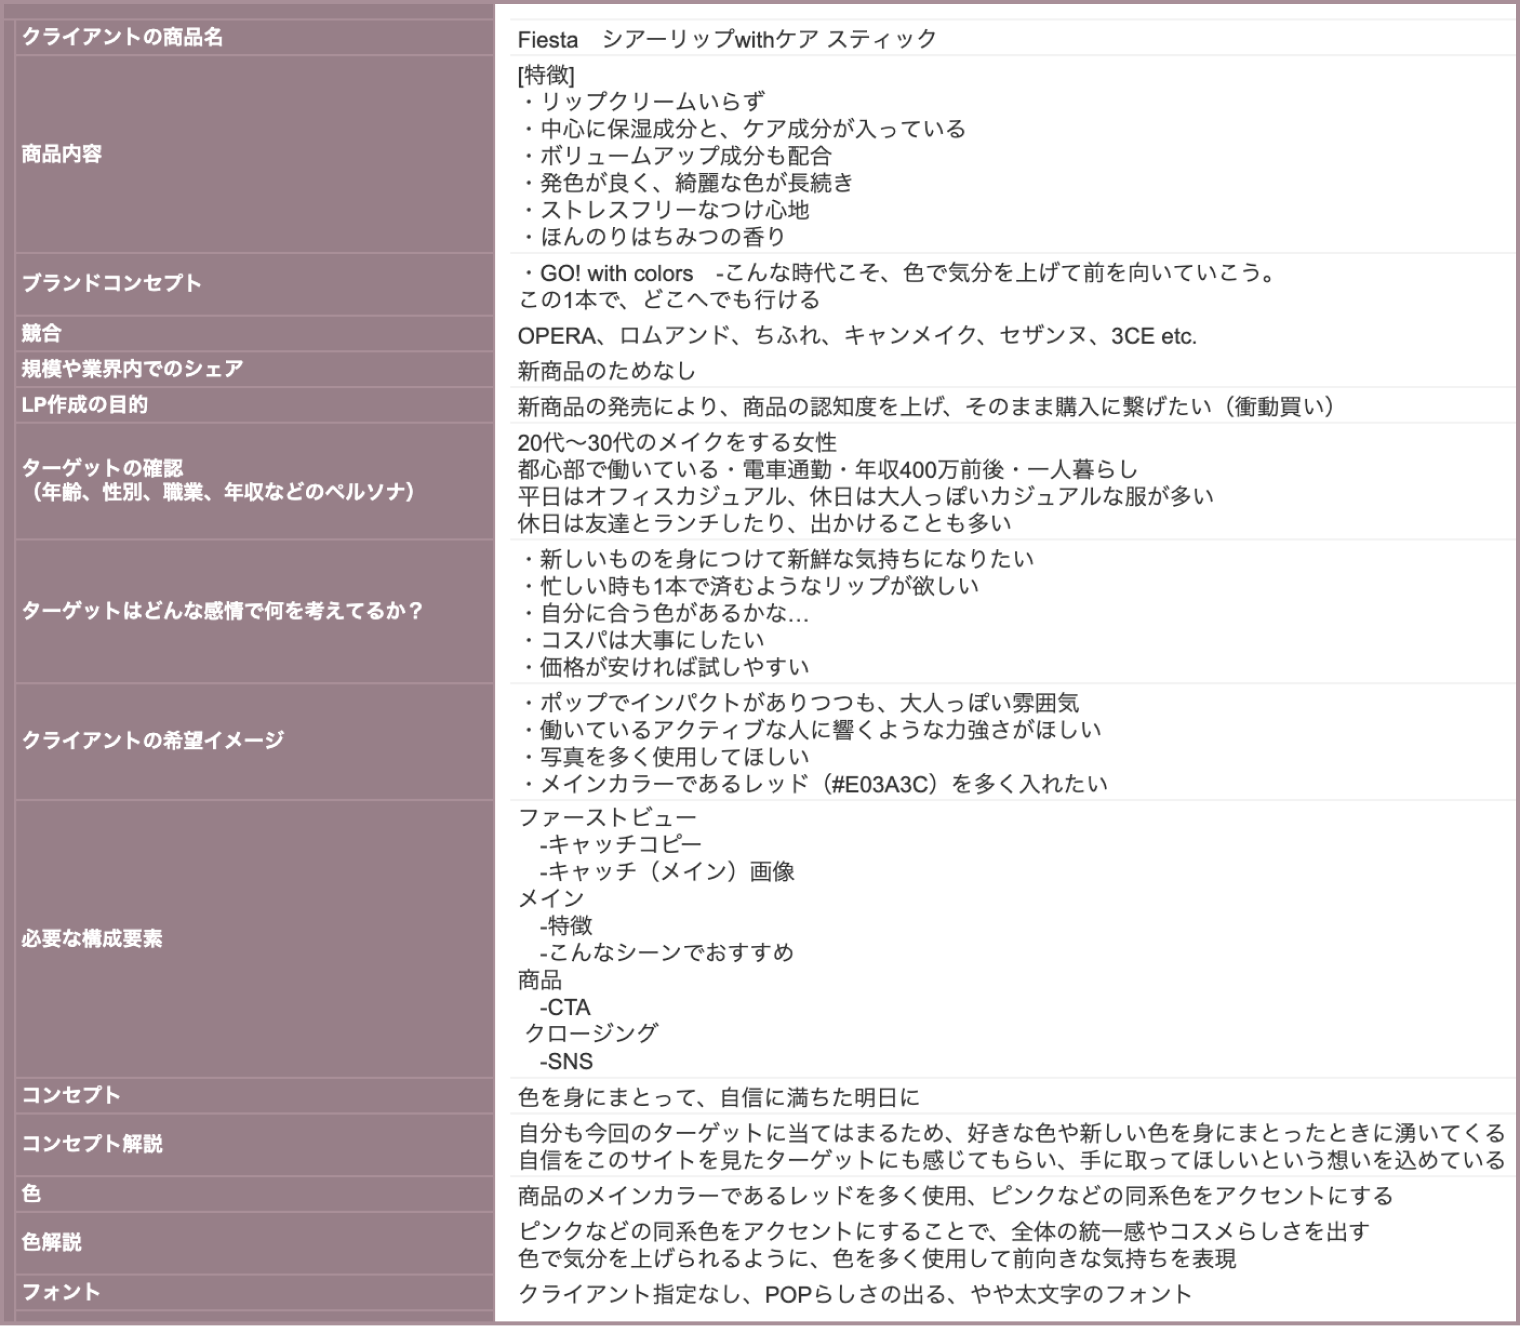 クライアントの商品名
Fiesta　シアーリップwithケア スティック
商品内容
[特徴]
・リップクリームいらず
・中心に保湿成分と、ケア成分が入っている
・ボリュームアップ成分も配合
・発色が良く、綺麗な色が長続き
・ストレスフリーなつけ心地
・ほんのりはちみつの香り
ブランドコンセプト
・GO! with colors　-こんな時代こそ、色で気分を上げて前を向いていこう。
この1本で、どこへでも行ける
競合
OPERA、ロムアンド、ちふれ、キャンメイク、セザンヌ、3CE etc.
規模や業界内でのシェア
新商品のためなし
LP作成の目的
新商品の発売により、商品の認知度を上げ、そのまま購入に繋げたい（衝動買い）
ターゲットの確認
（年齢、性別、職業、年収などのペルソナ）
20代〜30代のメイクをする女性
都心部で働いている・電車通勤・年収400万前後・一人暮らし
平日はオフィスカジュアル、休日は大人っぽいカジュアルな服が多い
休日は友達とランチしたり、出かけることも多い
ターゲットはどんな感情で何を考えてるか？
・新しいものを身につけて新鮮な気持ちになりたい
・忙しい時も1本で済むようなリップが欲しい
・自分に合う色があるかな…
・コスパは大事にしたい
・価格が安ければ試しやすい
クライアントの希望イメージ
・ポップでインパクトがありつつも、大人っぽい雰囲気
・働いているアクティブな人に響くような力強さがほしい
・写真を多く使用してほしい
・メインカラーであるレッド（#E03A3C）を多く入れたい
必要な構成要素
ファーストビュー
-キャッチコピー
-キャッチ（メイン）画像
メイン
-特徴
-こんなシーンでおすすめ
商品
-CTA
クロージング
-SNS
コンセプト
色を身にまとって、自信に満ちた明日に
コンセプト解説
自分も今回のターゲットに当てはまるため、好きな色や新しい色を身にまとったときに湧いてくる
自信をこのサイトを見たターゲットにも感じてもらい、手に取ってほしいという想いを込めている
色
商品のメインカラーであるレッドを多く使用、ピンクなどの同系色をアクセントにする
色解説
ピンクなどの同系色をアクセントにすることで、全体の統一感やコスメらしさを出す
色で気分を上げられるように、色を多く使用して前向きな気持ちを表現
フォント
クライアント指定なし、POPらしさの出る、やや太文字のフォント